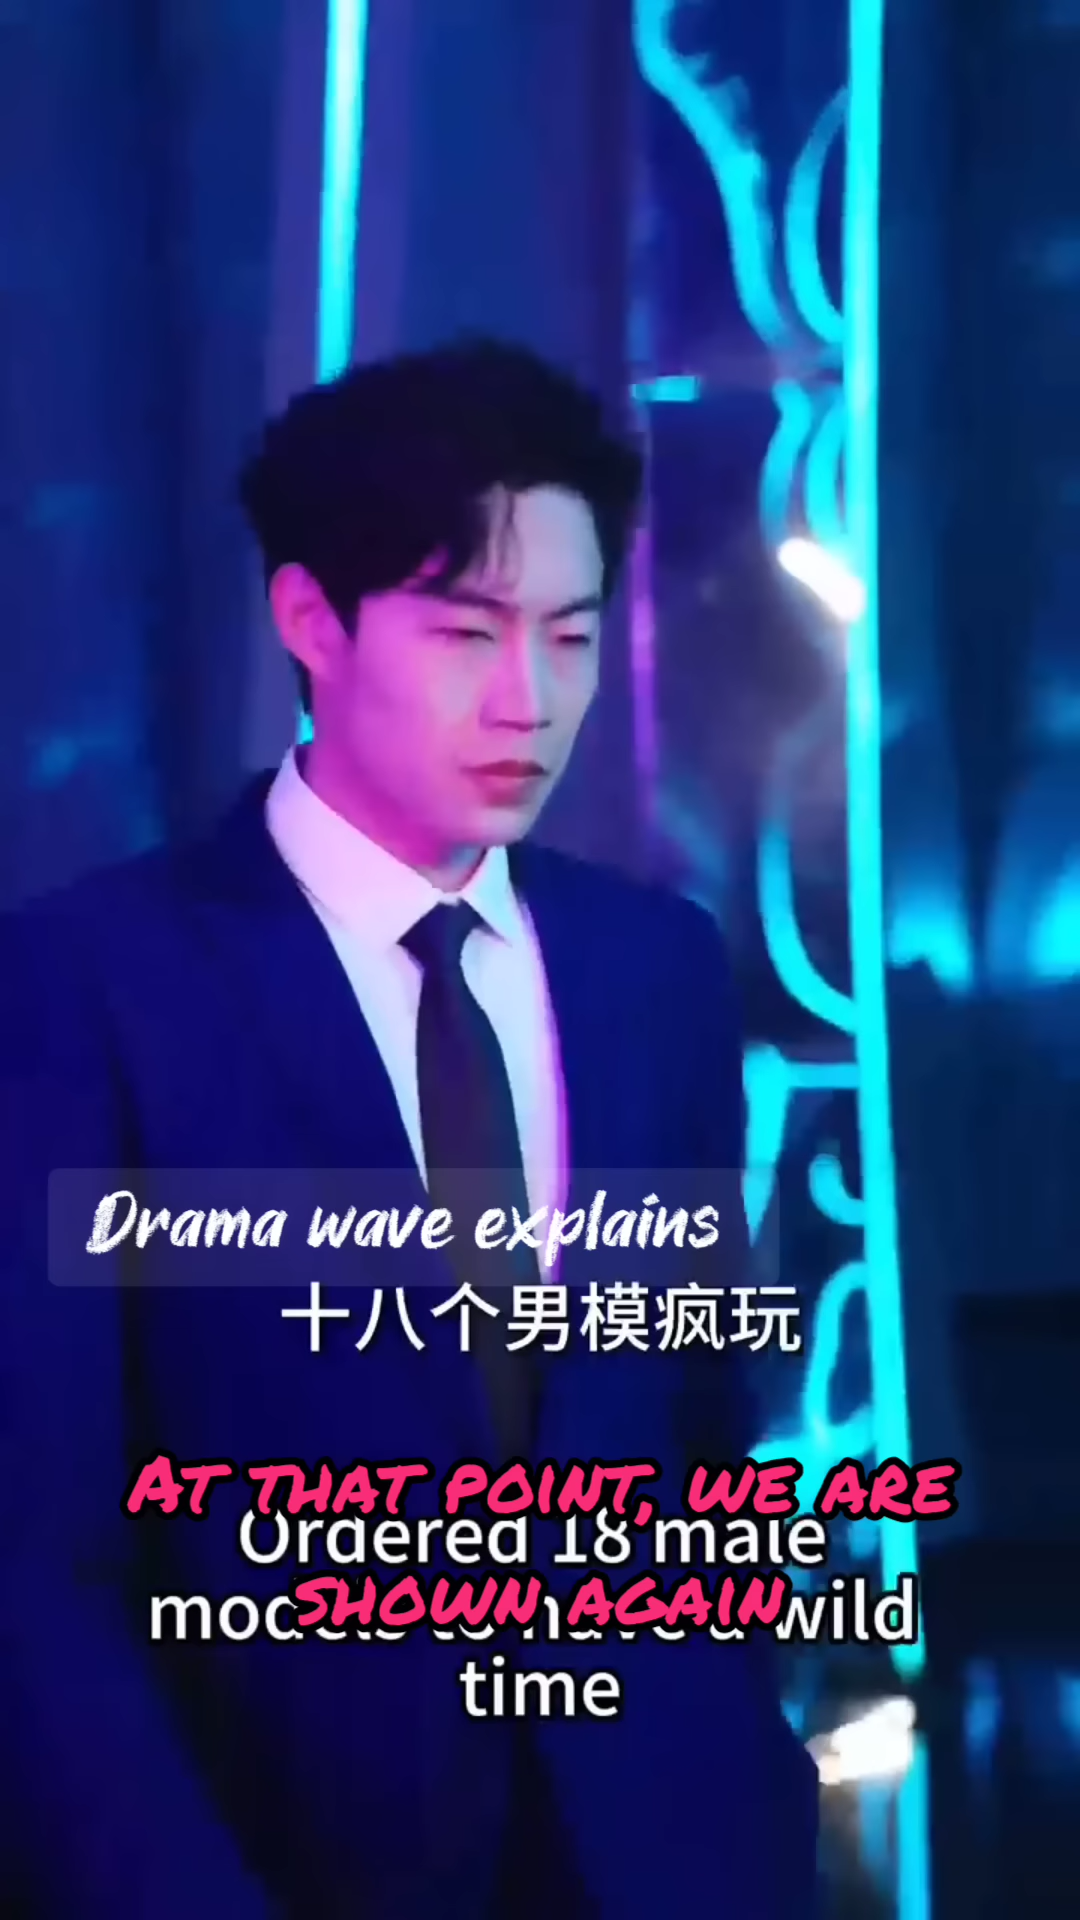 Drama wave explains
十八个男模疯玩
At that point, we are
Ordered 18 male
shown again
wild
time